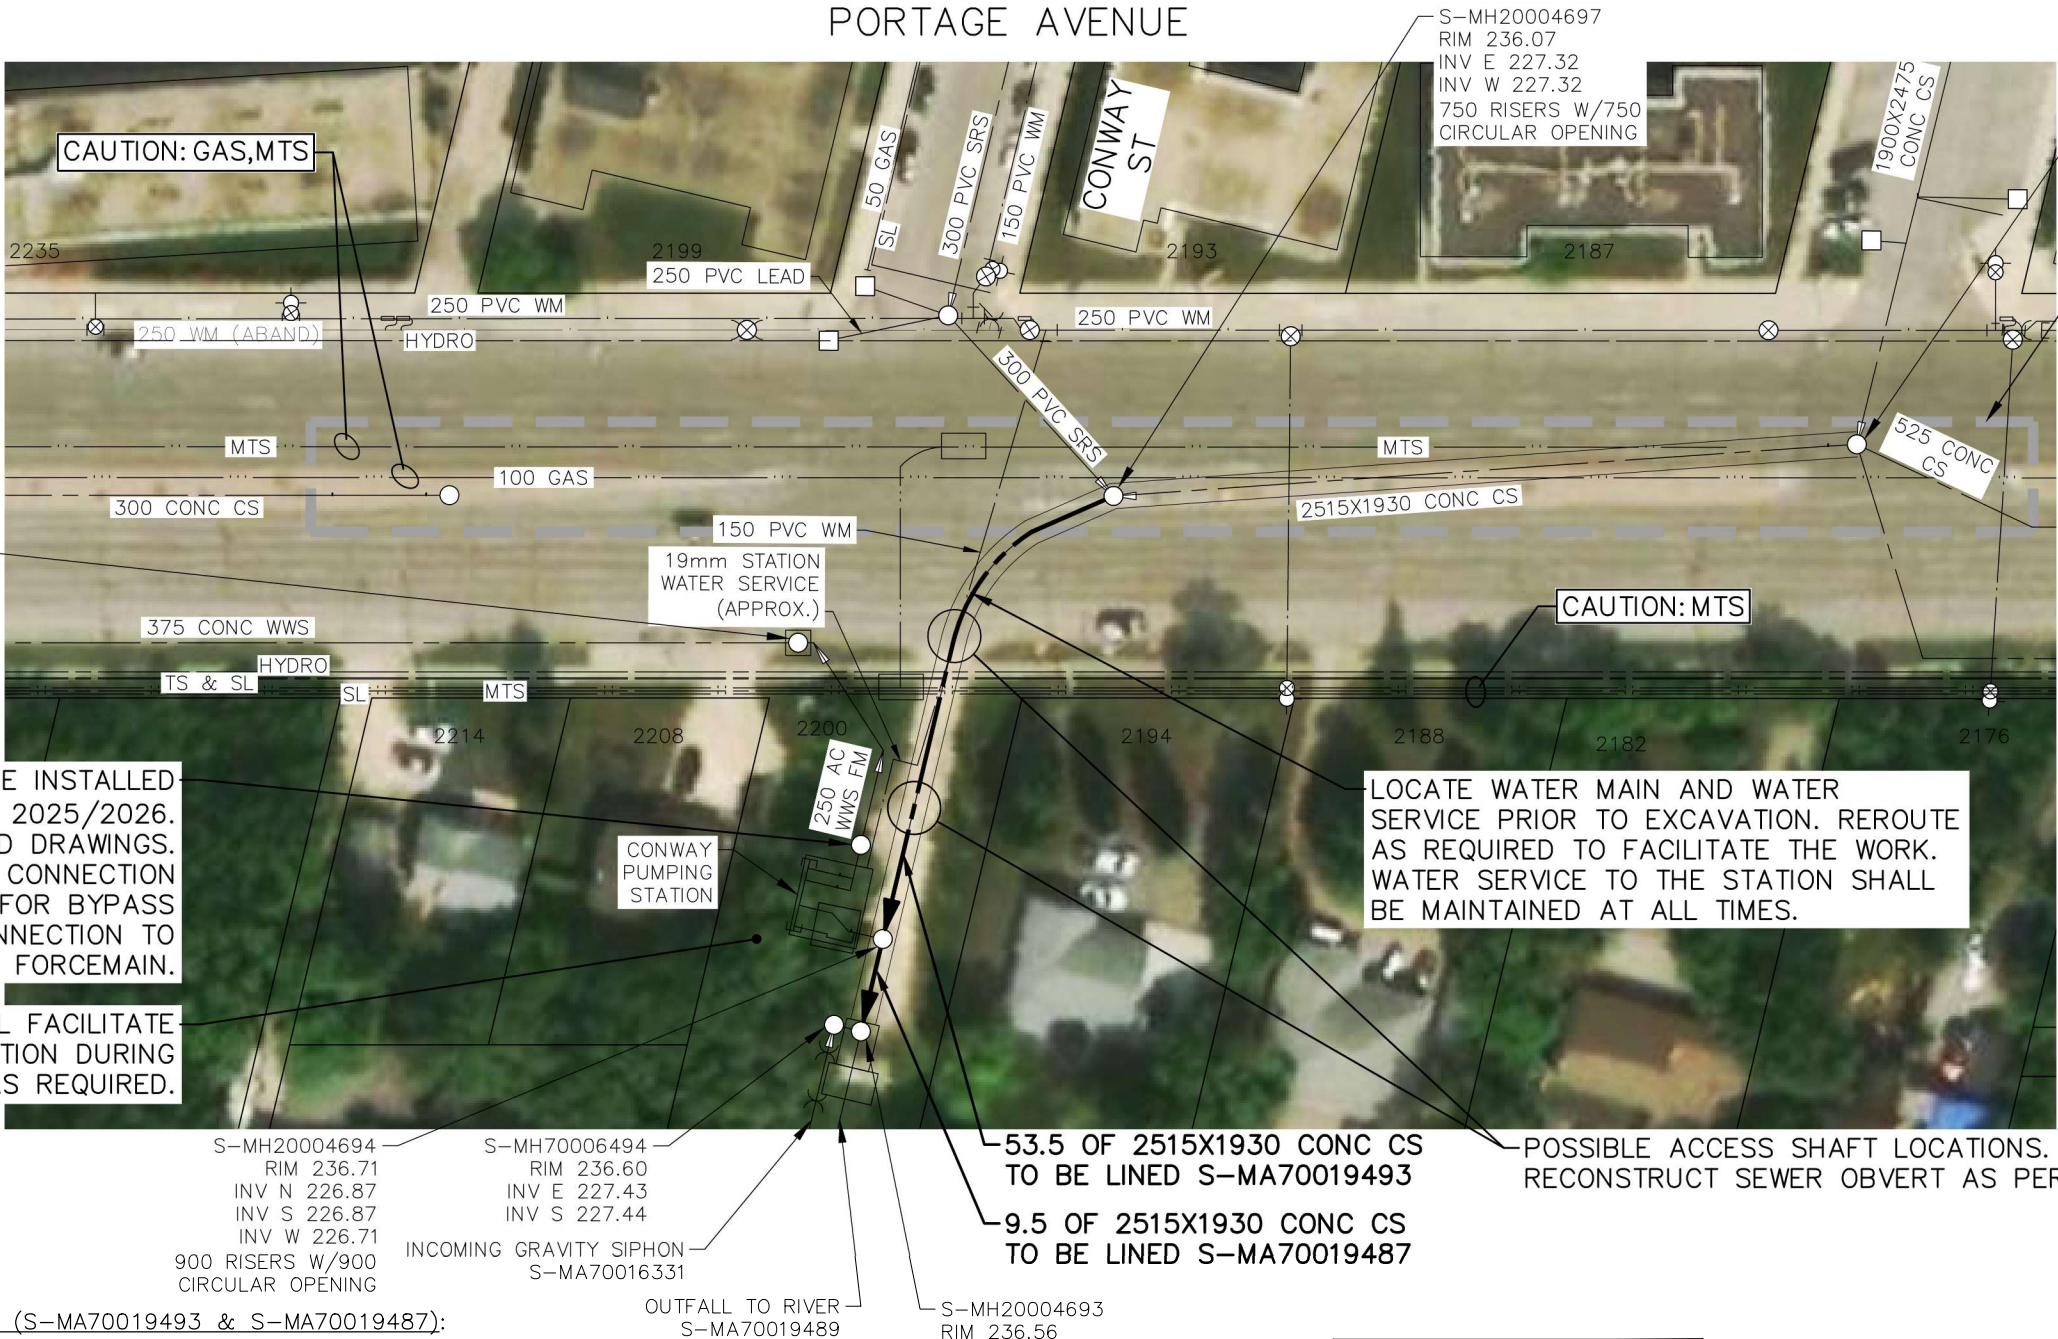 PORTAGE AVENUE
S-MH20004697
RIM 236.07
INV E 227.32
INV W 227.32
750 RISERS W/750
CIRCULAR OPENING
CAUTION: GAS,MTS
50 GAS
SL
300 PVC SRS
150 PVC WM
CONWAY
ST
1900X2475
CONC CS
2235
2199
2193
2187
250 PVC LEAD
250 PVC WM
250 WM (ABAND)
HYDRO
250 PVC WM
300 PVC SRS
MTS
100 GAS
MTS
525 CONC
CS
300 CONC CS
2515X1930 CONC CS
150 PVC WM
19mm STATION
WATER SERVICE
(APPROX.)
CAUTION: MTS
375 CONC WWS
HYDRO
TS & SL
SL
MTS
2214
2208
2200
2194
2188
2182
2176
250 AC
WWS FM
E INSTALLED
2025/2026.
D DRAWINGS.
CONNECTION
FOR BYPASS
NNECTION TO
FORCEMAIN.
CONWAY
PUMPING
STATION
LOCATE WATER MAIN AND WATER
SERVICE PRIOR TO EXCAVATION. REROUTE
AS REQUIRED TO FACILITATE THE WORK.
WATER SERVICE TO THE STATION SHALL
BE MAINTAINED AT ALL TIMES.
L FACILITATE
TION DURING
AS REQUIRED.
S-MH20004694
RIM 236.71
INV N 226.87
INV S 226.87
INV W 226.71
900 RISERS W/900
CIRCULAR OPENING
S-MH70006494
RIM 236.60
INV E 227.43
INV S 227.44
INCOMING GRAVITY SIPHON
S-MA70016331
53.5 OF 2515X1930 CONC CS
TO BE LINED S-MA70019493
9.5 OF 2515X1930 CONC CS
TO BE LINED S-MA70019487
POSSIBLE ACCESS SHAFT LOCATIONS.
RECONSTRUCT SEWER OBVERT AS PER
OUTFALL TO RIVER
S-MA70019489
S-MH20004693
RIM 236.56
(S-MA70019493 & S-MA70019487):